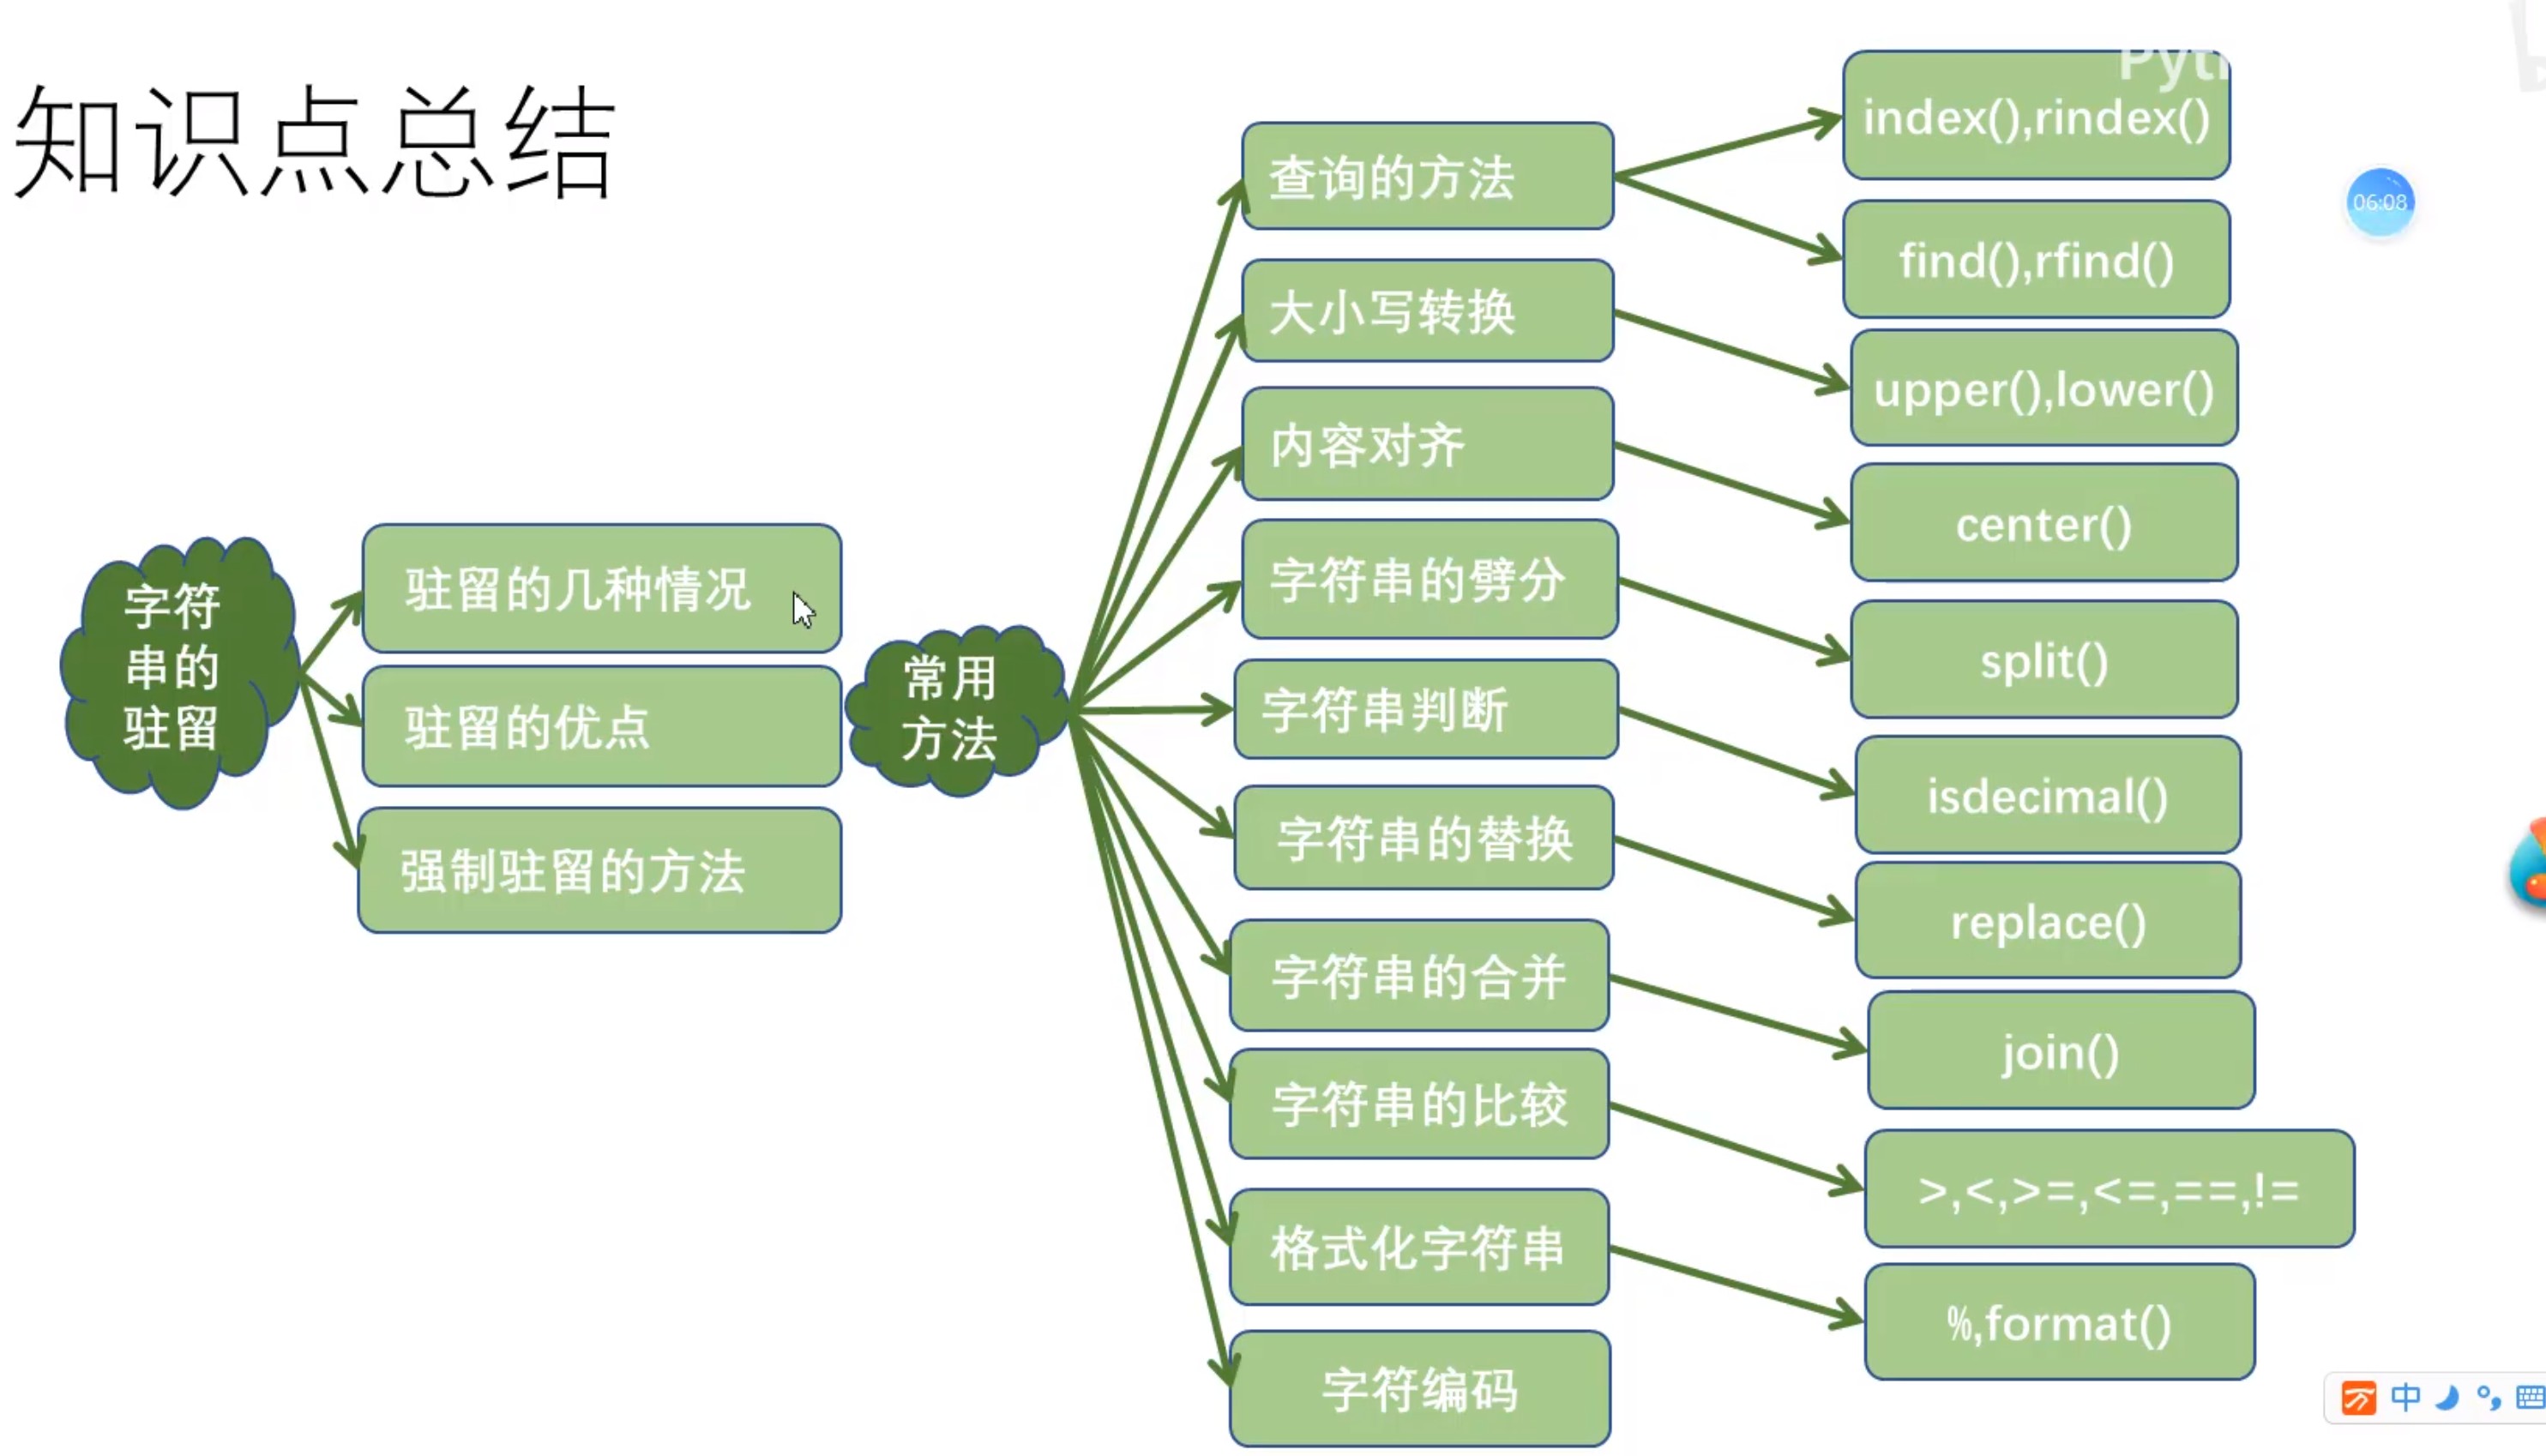 知识点总结
字符
串的
驻留
驻留的几种情况
驻留的优点
强制驻留的方法
常用
方法
查询的方法
大小写转换
内容对齐
字符串的劈分
字符串判断
字符串的替换
字符串的合并
字符串的比较
格式化字符串
字符编码
index(),rindex()
find(),rfind()
upper(),lower()
center()
split()
isdecimal()
replace()
join()
>,<,>=,<=,==,!=
%,format()
06:08
中